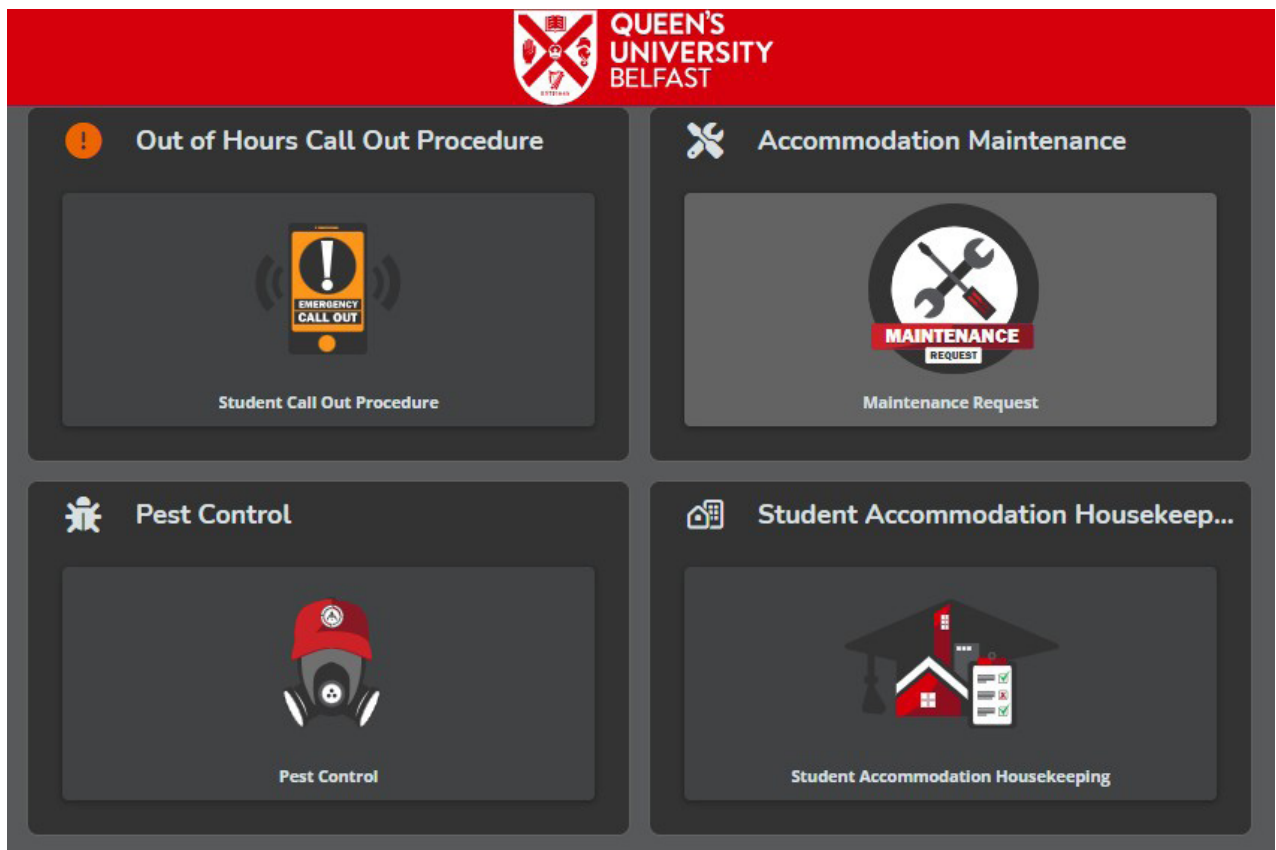 QUEEN'S
UNIVERSITY
BELFAST
Out of Hours Call Out Procedure
Accommodation Maintenance
EMERGENCY
CALL OUT
MAINTENANCE
REQUEST
Student Call Out Procedure
Maintenance Request
Pest Control
Student Accommodation Housekeep...
Pest Control
Student Accommodation Housekeeping